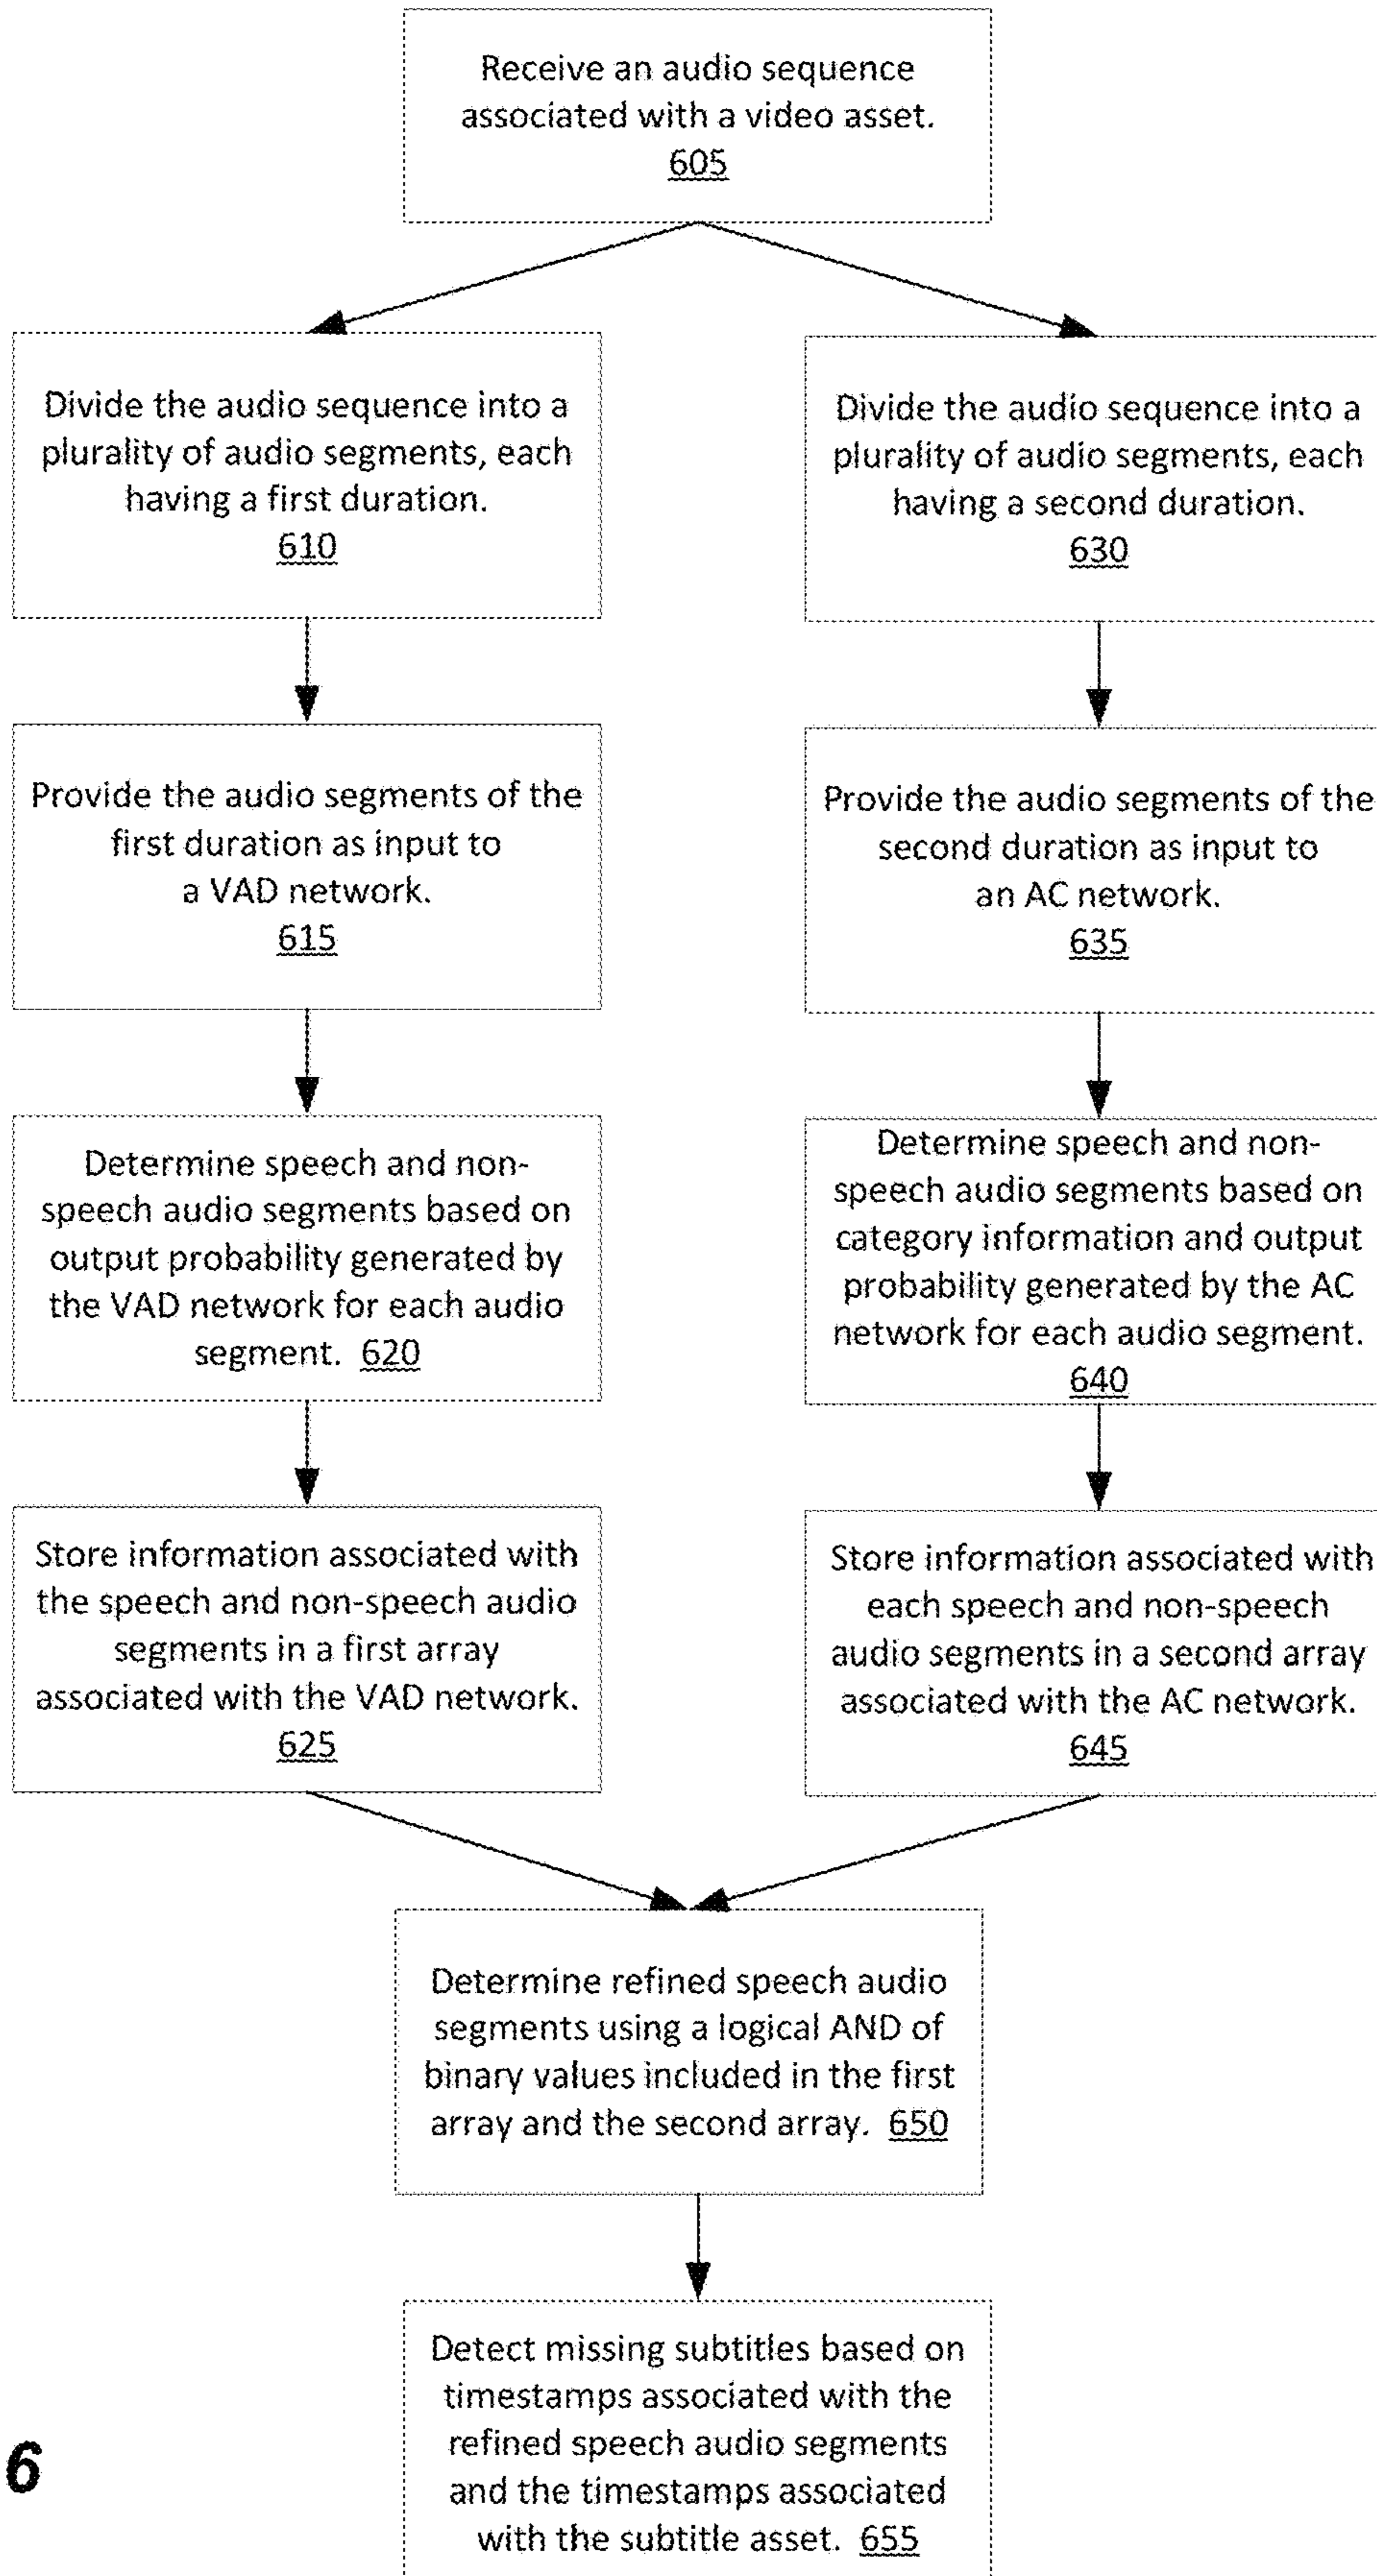 Receive an audio sequence
associated with a video asset.
605
Divide the audio sequence into a
plurality of audio segments, each
having a first duration.
610
Provide the audio segments of the
first duration as input to
a VAD network.
615
Determine speech and non-
speech audio segments based on
output probability generated by
the VAD network for each audio
segment. 620
Store information associated with
the speech and non-speech audio
segments in a first array
associated with the VAD network.
625
Divide the audio sequence into a
plurality of audio segments, each
having a second duration.
630
Provide the audio segments of the
second duration as input to
an AC network.
635
Determine speech and non-
speech audio segments based on
category information and output
probability generated by the AC
network for each audio segment.
640
Store information associated with
each speech and non-speech
audio segments in a second array
associated with the AC network.
645
Determine refined speech audio
segments using a logical AND of
binary values included in the first
array and the second array. 650
Detect missing subtitles based on
timestamps associated with the
refined speech audio segments
and the timestamps associated
with the subtitle asset. 655
6